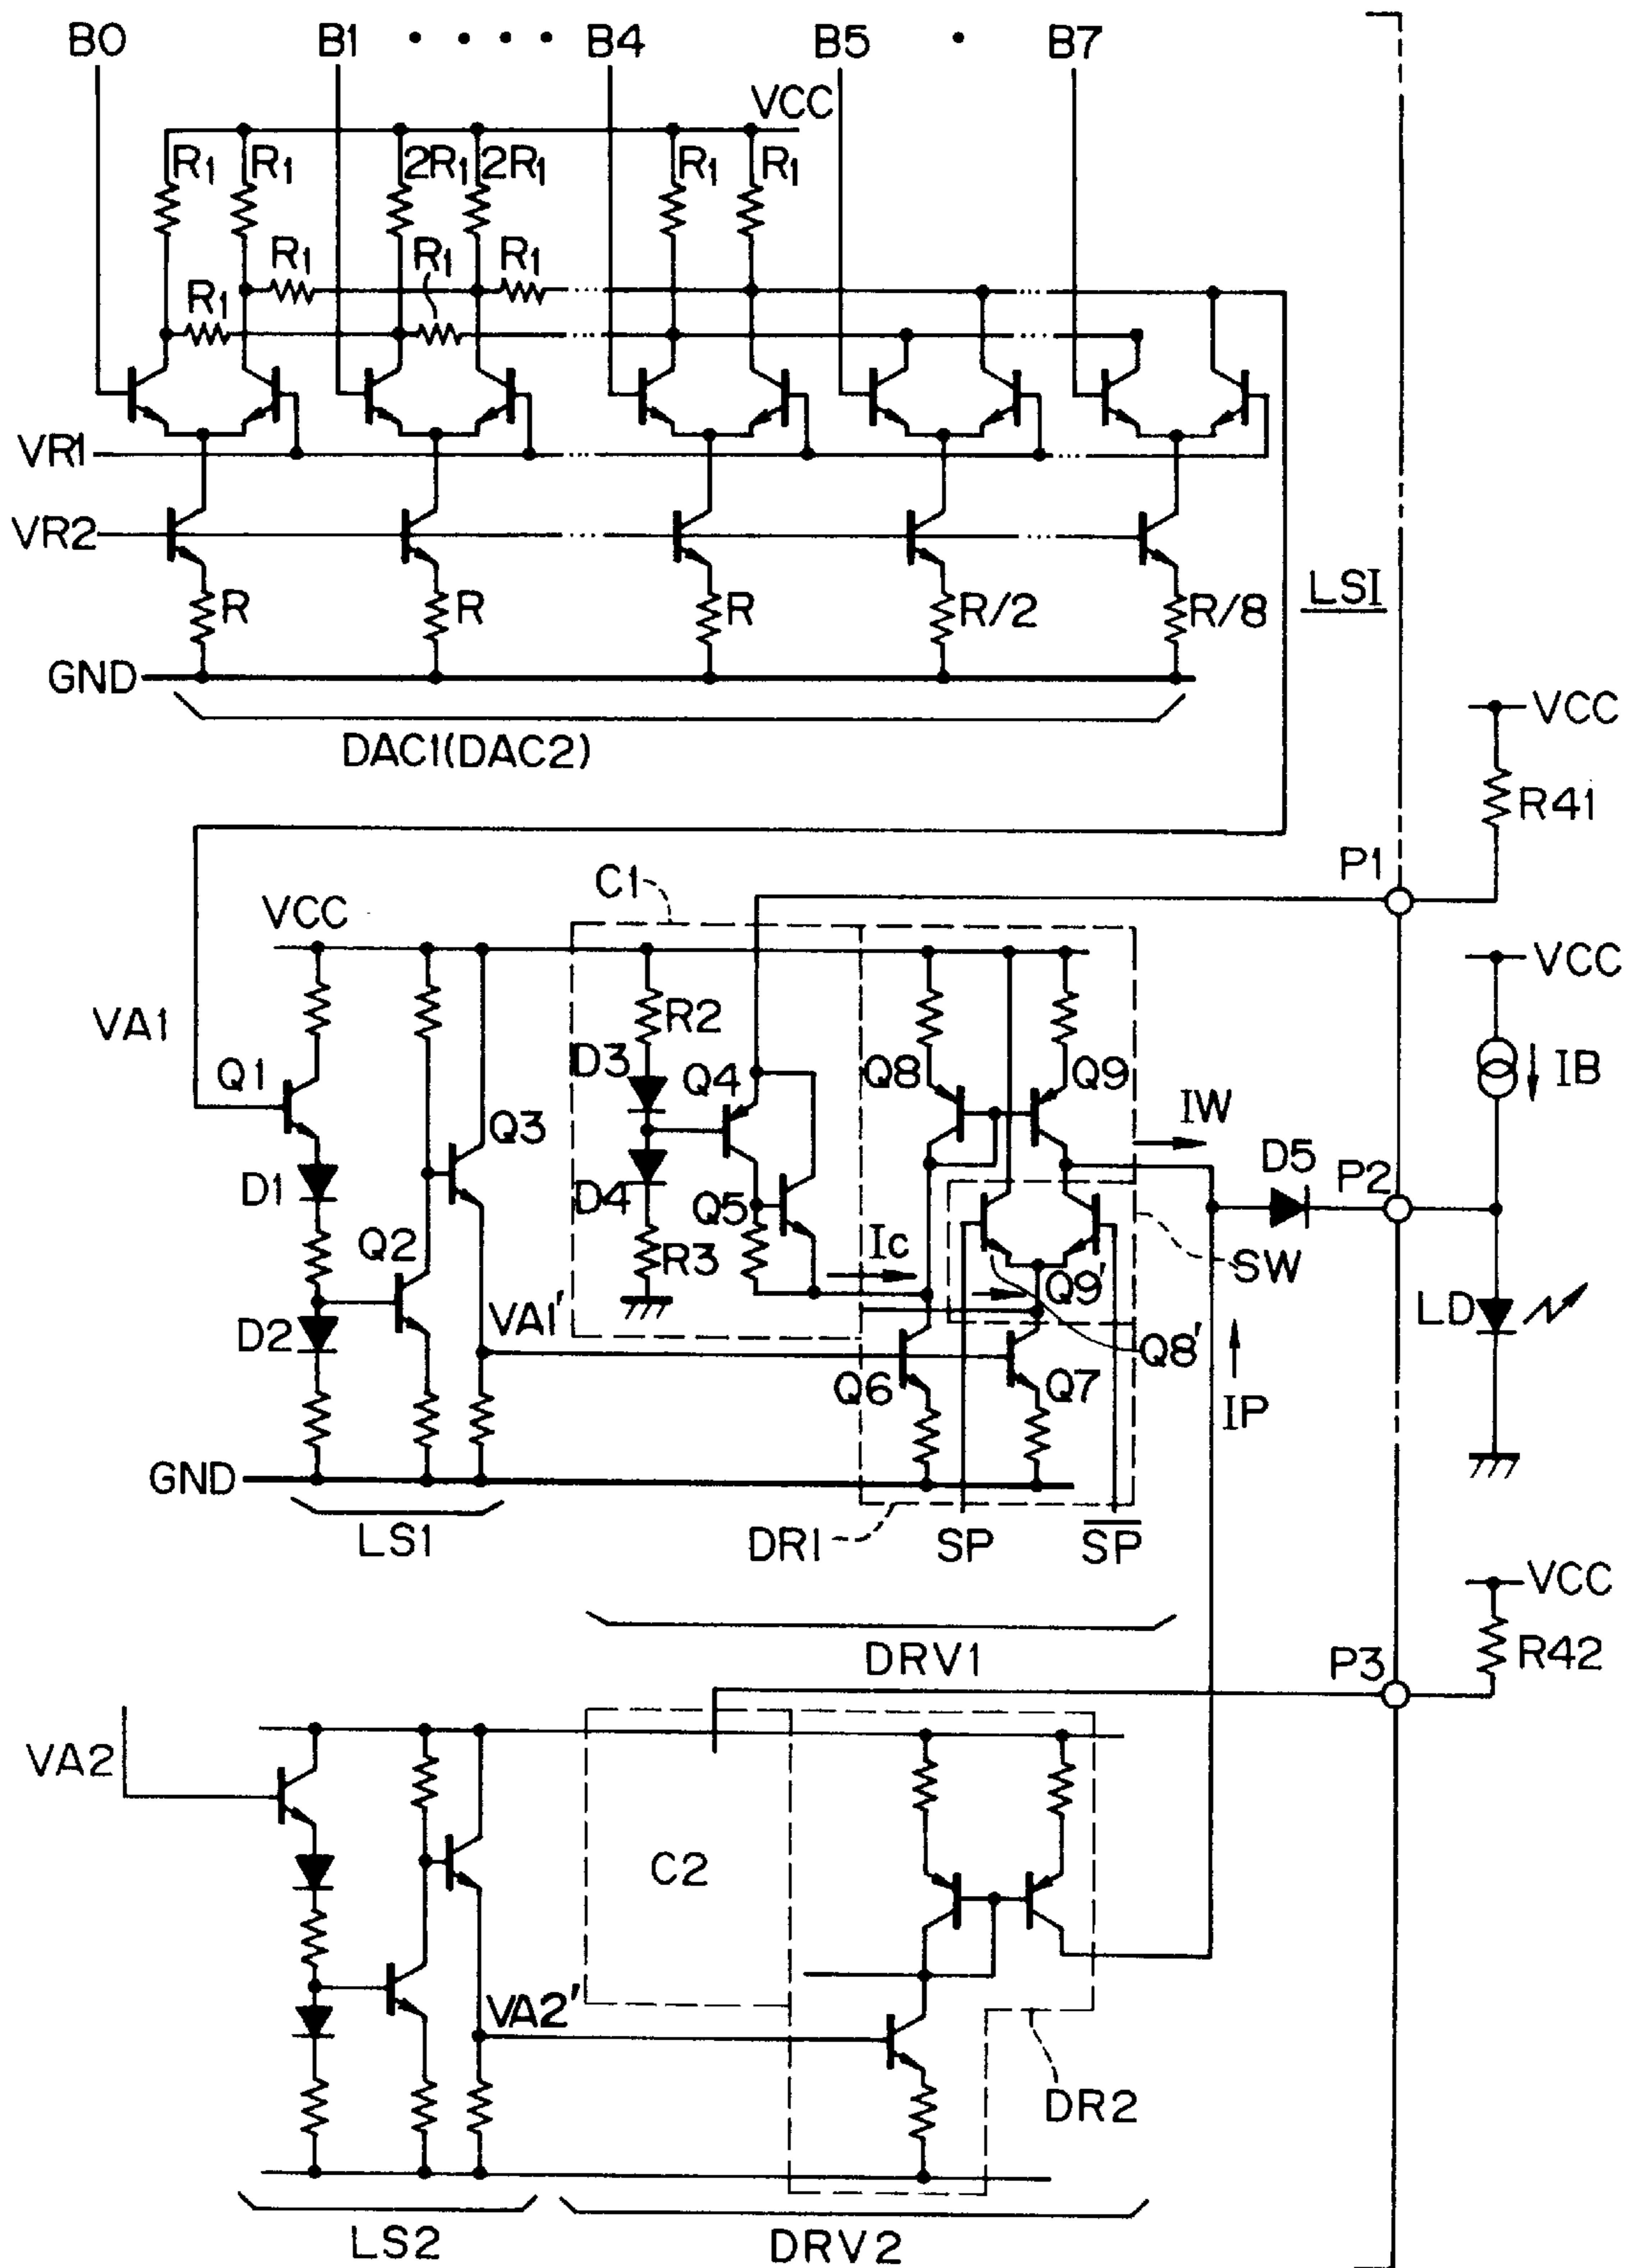 B0 B1 · · · · B4 B5 · B7
VCC
R1 R1 2R1 2R1 R1 R1
R1 R1 R1
R1
VR1
VR2
LSI
R R R R/2 R/8
GND
DAC1(DAC2)
VCC
R41
P1
C1
VCC
VCC
VA1
R2
D3 Q4 Q8 Q9
IB
Q1
IW
Q3
D5 P2
D1
D4 Q5
Q2
Ic
R3
SW
Q9'
D2
VA1'
LD
Q8'
Q6 Q7
IP
GND
LS1
DR1 SP SP
VCC
DRV1
P3
R42
VA2
C2
VA2'
DR2
LS2
DRV2